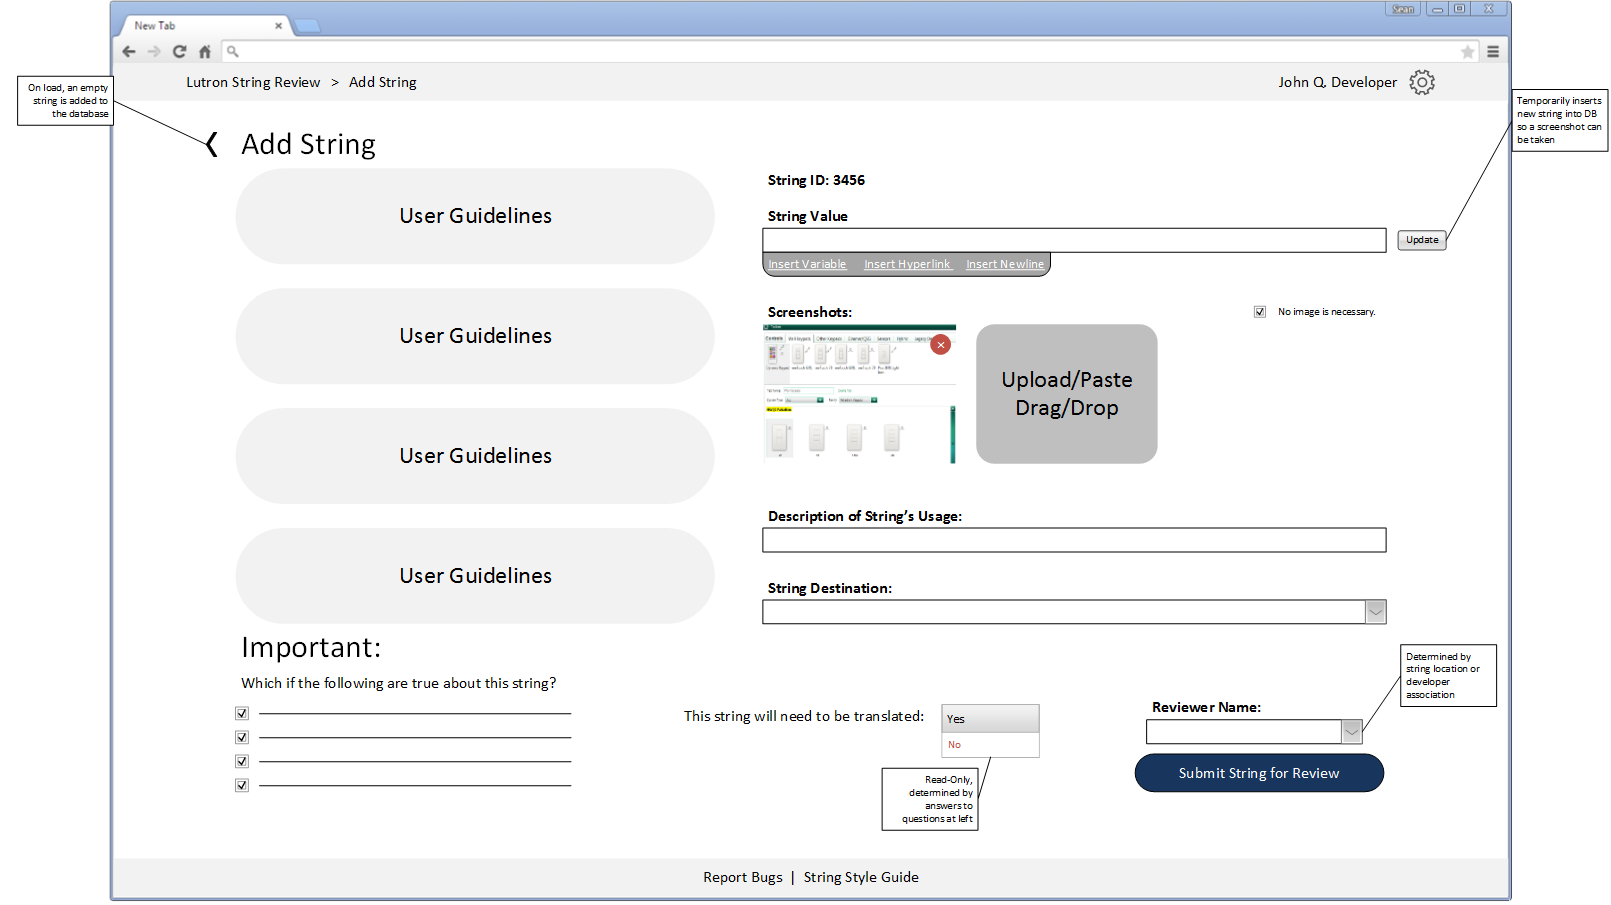 Sean
New Tab
Lutron String Review > Add String
John Q. Developer
On load, an empty
string is added to
the database
Temporarily inserts
new string into DB
so a screenshot can
be taken
Add String
User Guidelines
User Guidelines
User Guidelines
User Guidelines
String ID: 3456
String Value
Update
Insert Variable Insert Hyperlink Insert Newline
Screenshots:
No image is necessary.
Controls
Upload/Paste
Drag/Drop
Description of String's Usage:
String Destination:
Important:
Which if the following are true about this string?
This string will need to be translated:
Yes
No
Read-Only,
determined by
answers to
questions at left
Determined by
string location or
developer
association
Reviewer Name:
Submit String for Review
Report Bugs | String Style Guide